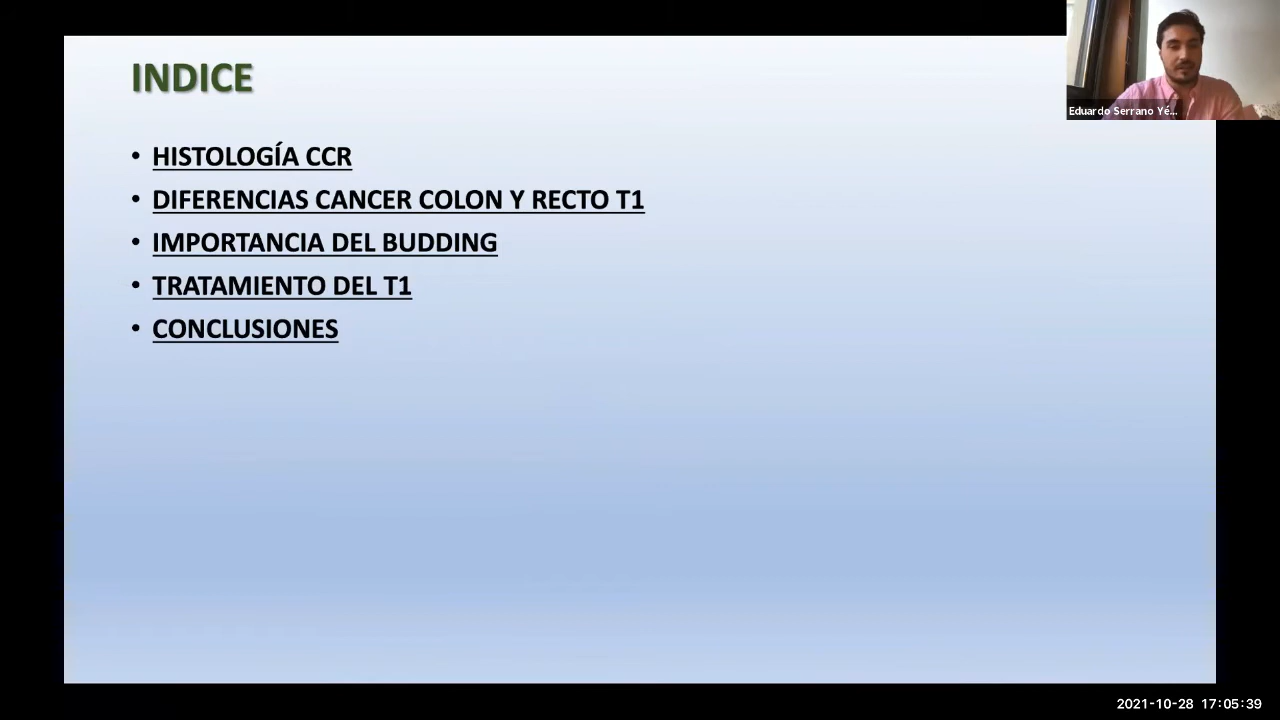 INDICE
Eduardo Serrano Yé...
• HISTOLOGÍA CCR
• DIFERENCIAS CANCER COLON Y RECTO T1
• IMPORTANCIA DEL BUDDING
• TRATAMIENTO DEL T1
• CONCLUSIONES
2021-10-28 17:05:39